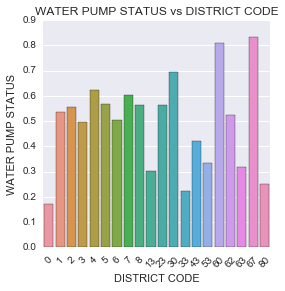 WATER PUMP STATUS vs DISTRICT CODE
0.9
0.8
0.7
0.6
0.5
0.4
0.3
0.2
0.1
0.0
WATER PUMP STATUS
0 1 2 3 4 5 6 7 8 13 23 30 33 43 53 60 62 63 67 80
DISTRICT CODE